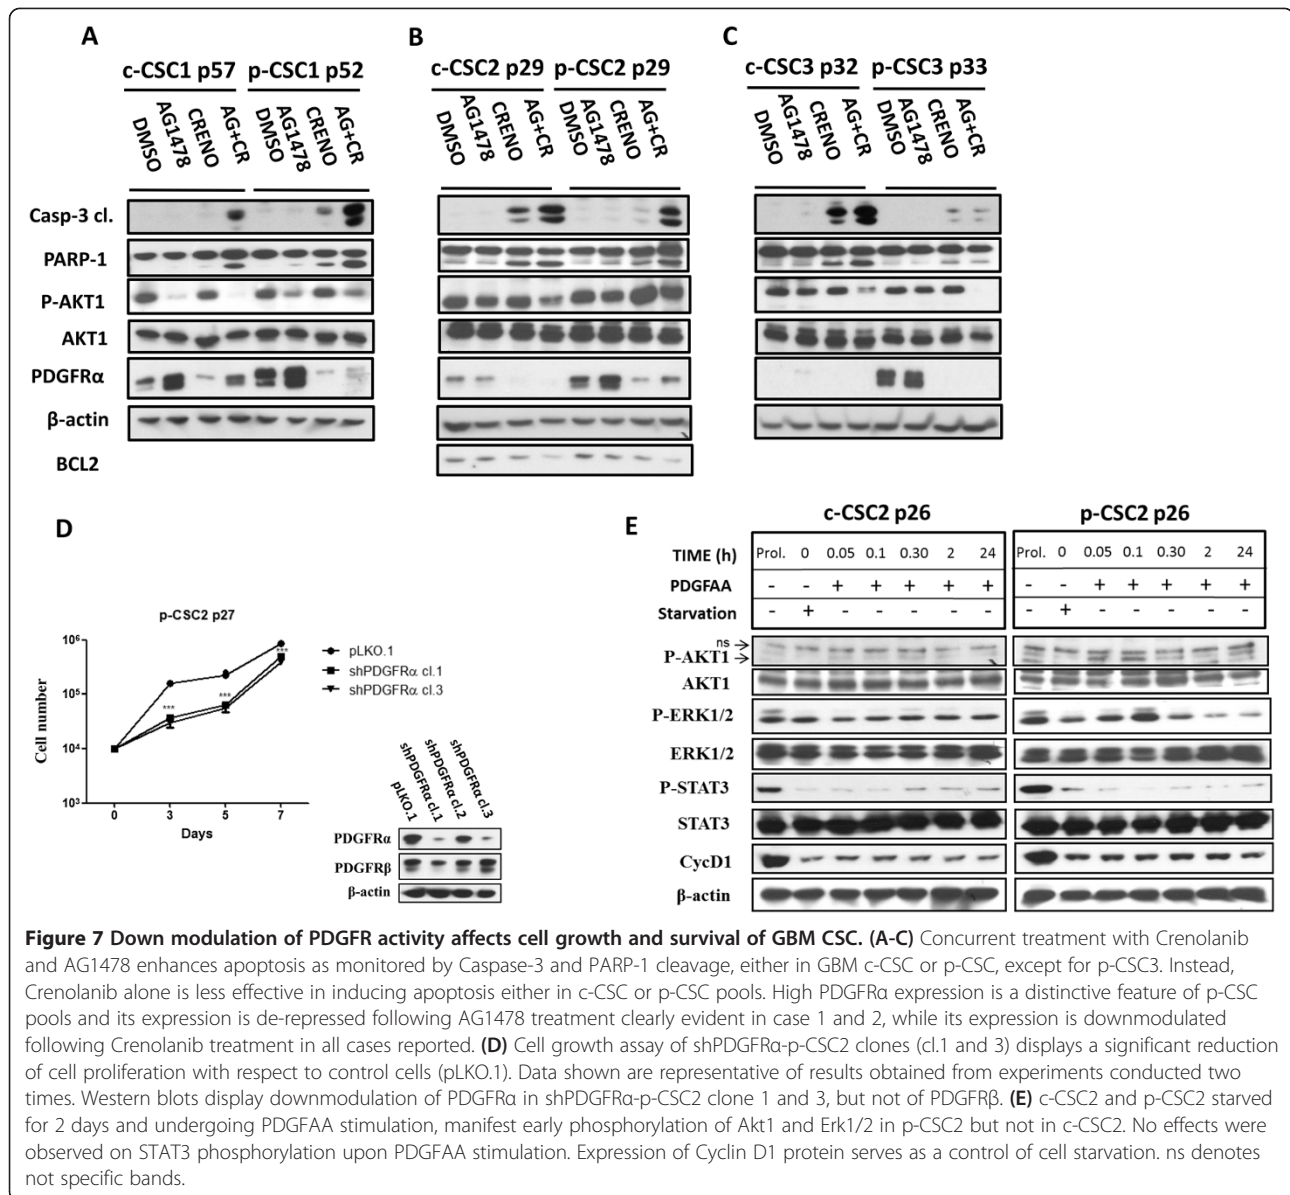 A
B
C
c-CSC1 p57 p-CSC1 p52
c-CSC2 p29 p-CSC2 p29
c-CSC3 p32 p-CSC3 p33
DMSO AG1478 CRENO AG+CR DMSO AG1478 CRENO AG+CR
DMSO AG1478 CRENO AG+CR DMSO AG1478 CRENO AG+CR
DMSO AG1478 CRENO AG+CR DMSO AG1478 CRENO AG+CR
Casp-3 cl.
PARP-1
P-AKT1
AKT1
PDGFRα
β-actin
BCL2
D
p-CSC2 p27
Cell number
10⁶
10⁵
10⁴
10³
***
***
***
0 3 5 7
Days
pLKO.1
shPDGFRα cl.1
shPDGFRα cl.3
pLKO.1 shPDGFRα cl.1 shPDGFRα cl.2 shPDGFRα cl.3
PDGFRα
PDGFRβ
β-actin
E
c-CSC2 p26 p-CSC2 p26
TIME (h) Prol. 0 0.05 0.1 0.30 2 24 Prol. 0 0.05 0.1 0.30 2 24
PDGFAA - - + + + + + - - + + + + +
Starvation - + - - - - - - + - - - - -
ns
P-AKT1
AKT1
P-ERK1/2
ERK1/2
P-STAT3
STAT3
CycD1
β-actin
Figure 7 Down modulation of PDGFR activity affects cell growth and survival of GBM CSC. (A-C) Concurrent treatment with Crenolanib
and AG1478 enhances apoptosis as monitored by Caspase-3 and PARP-1 cleavage, either in GBM c-CSC or p-CSC, except for p-CSC3. Instead,
Crenolanib alone is less effective in inducing apoptosis either in c-CSC or p-CSC pools. High PDGFRα expression is a distinctive feature of p-CSC
pools and its expression is de-repressed following AG1478 treatment clearly evident in case 1 and 2, while its expression is downmodulated
following Crenolanib treatment in all cases reported. (D) Cell growth assay of shPDGFRα-p-CSC2 clones (cl.1 and 3) displays a significant reduction
of cell proliferation with respect to control cells (pLKO.1). Data shown are representative of results obtained from experiments conducted two
times. Western blots display downmodulation of PDGFRα in shPDGFRα-p-CSC2 clone 1 and 3, but not of PDGFRβ. (E) c-CSC2 and p-CSC2 starved
for 2 days and undergoing PDGFAA stimulation, manifest early phosphorylation of Akt1 and Erk1/2 in p-CSC2 but not in c-CSC2. No effects were
observed on STAT3 phosphorylation upon PDGFAA stimulation. Expression of Cyclin D1 protein serves as a control of cell starvation. ns denotes
not specific bands.